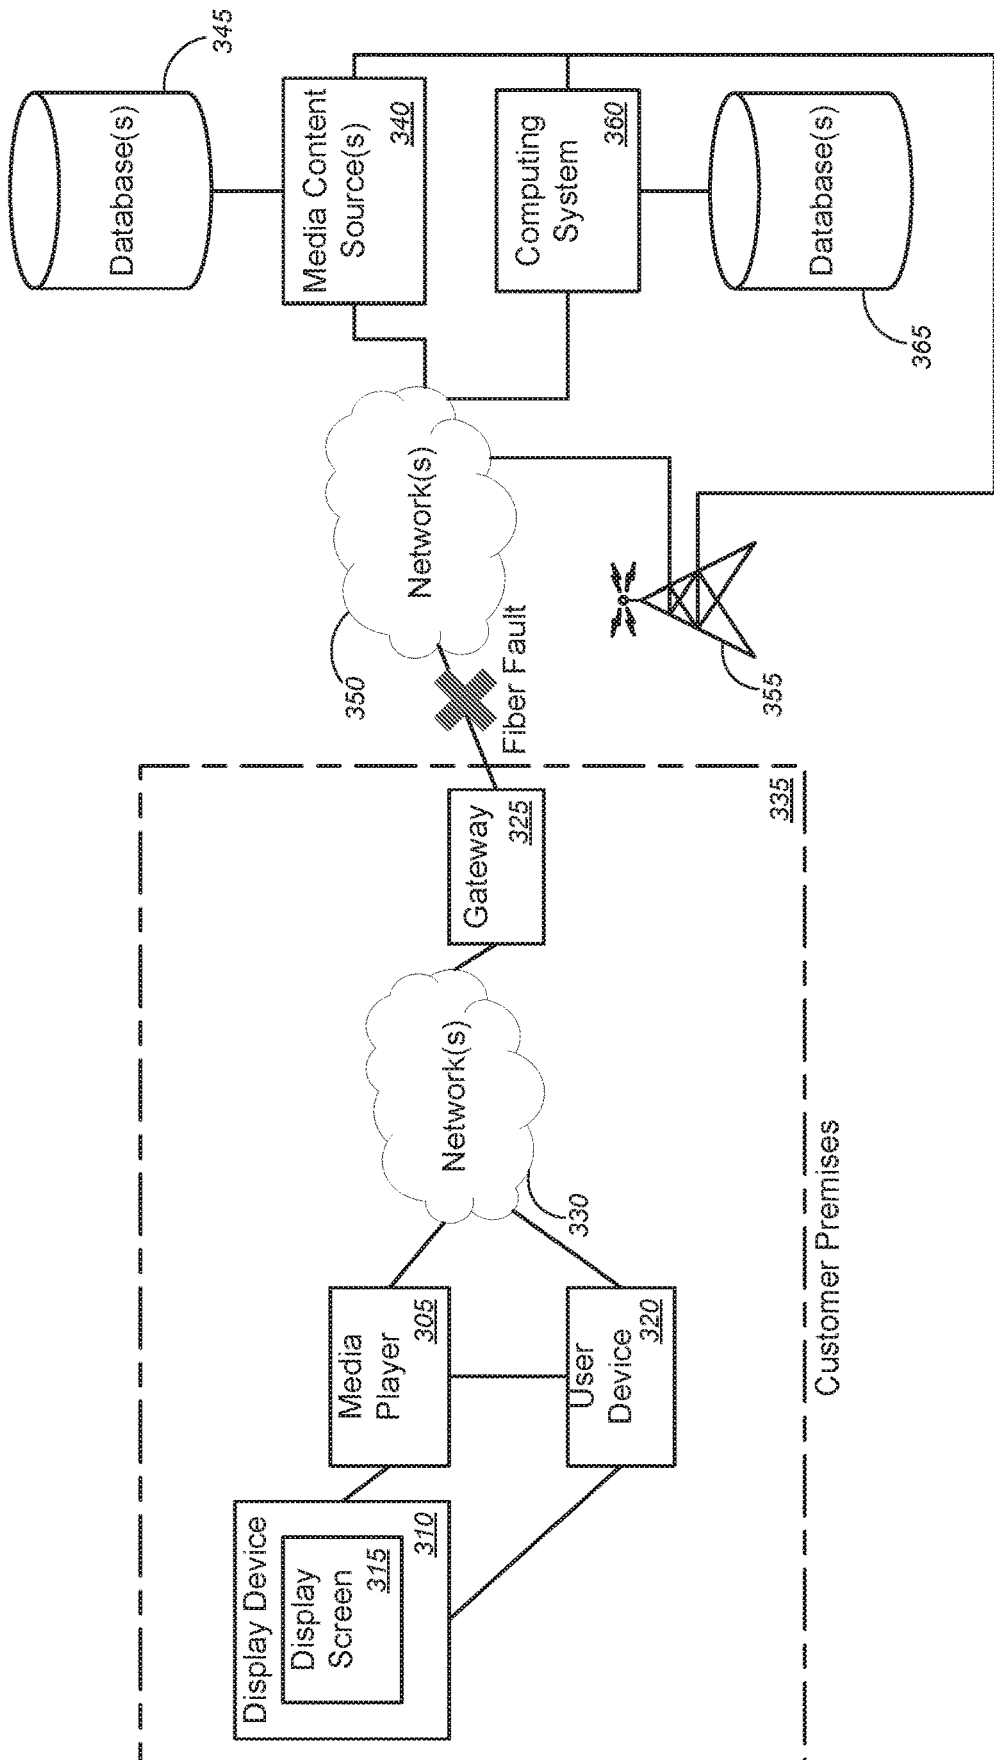 Display Device
Display
Screen
315
310
Media
Player
305
User
Device
320
Network(s)
330
Gateway
325
335
Customer Premises
Fiber Fault
350
Network(s)
355
Database(s)
345
Media Content
Source(s)
340
Computing
System
360
Database(s)
365